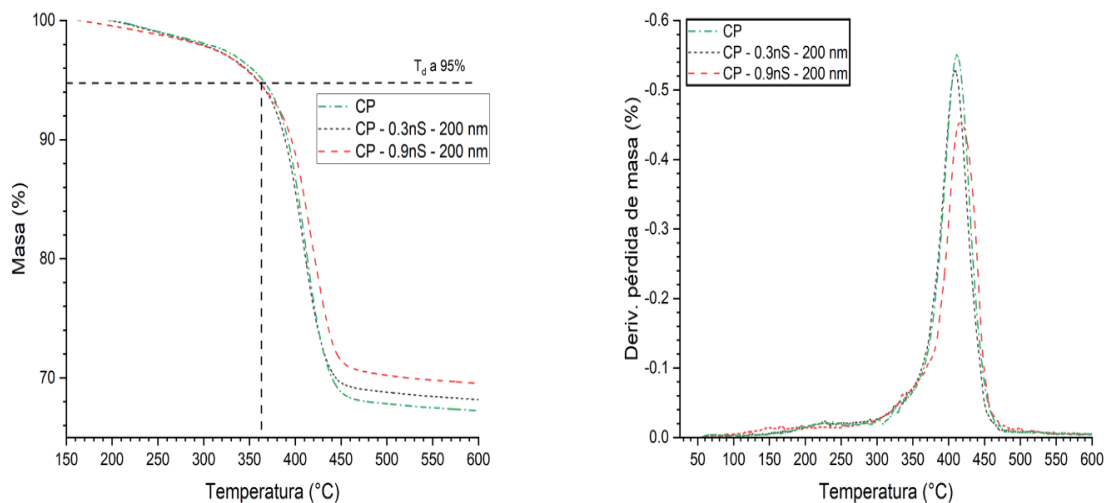 100
90
80
70
Masa (%)
T_d a 95%
CP
CP - 0.3nS - 200 nm
CP - 0.9nS - 200 nm
150 200 250 300 350 400 450 500 550 600
Temperatura (°C)
-0.6
-0.5
-0.4
-0.3
-0.2
-0.1
0.0
Deriv. pérdida de masa (%)
CP
CP - 0.3nS - 200 nm
CP - 0.9nS - 200 nm
50 100 150 200 250 300 350 400 450 500 550 600
Temperatura (°C)